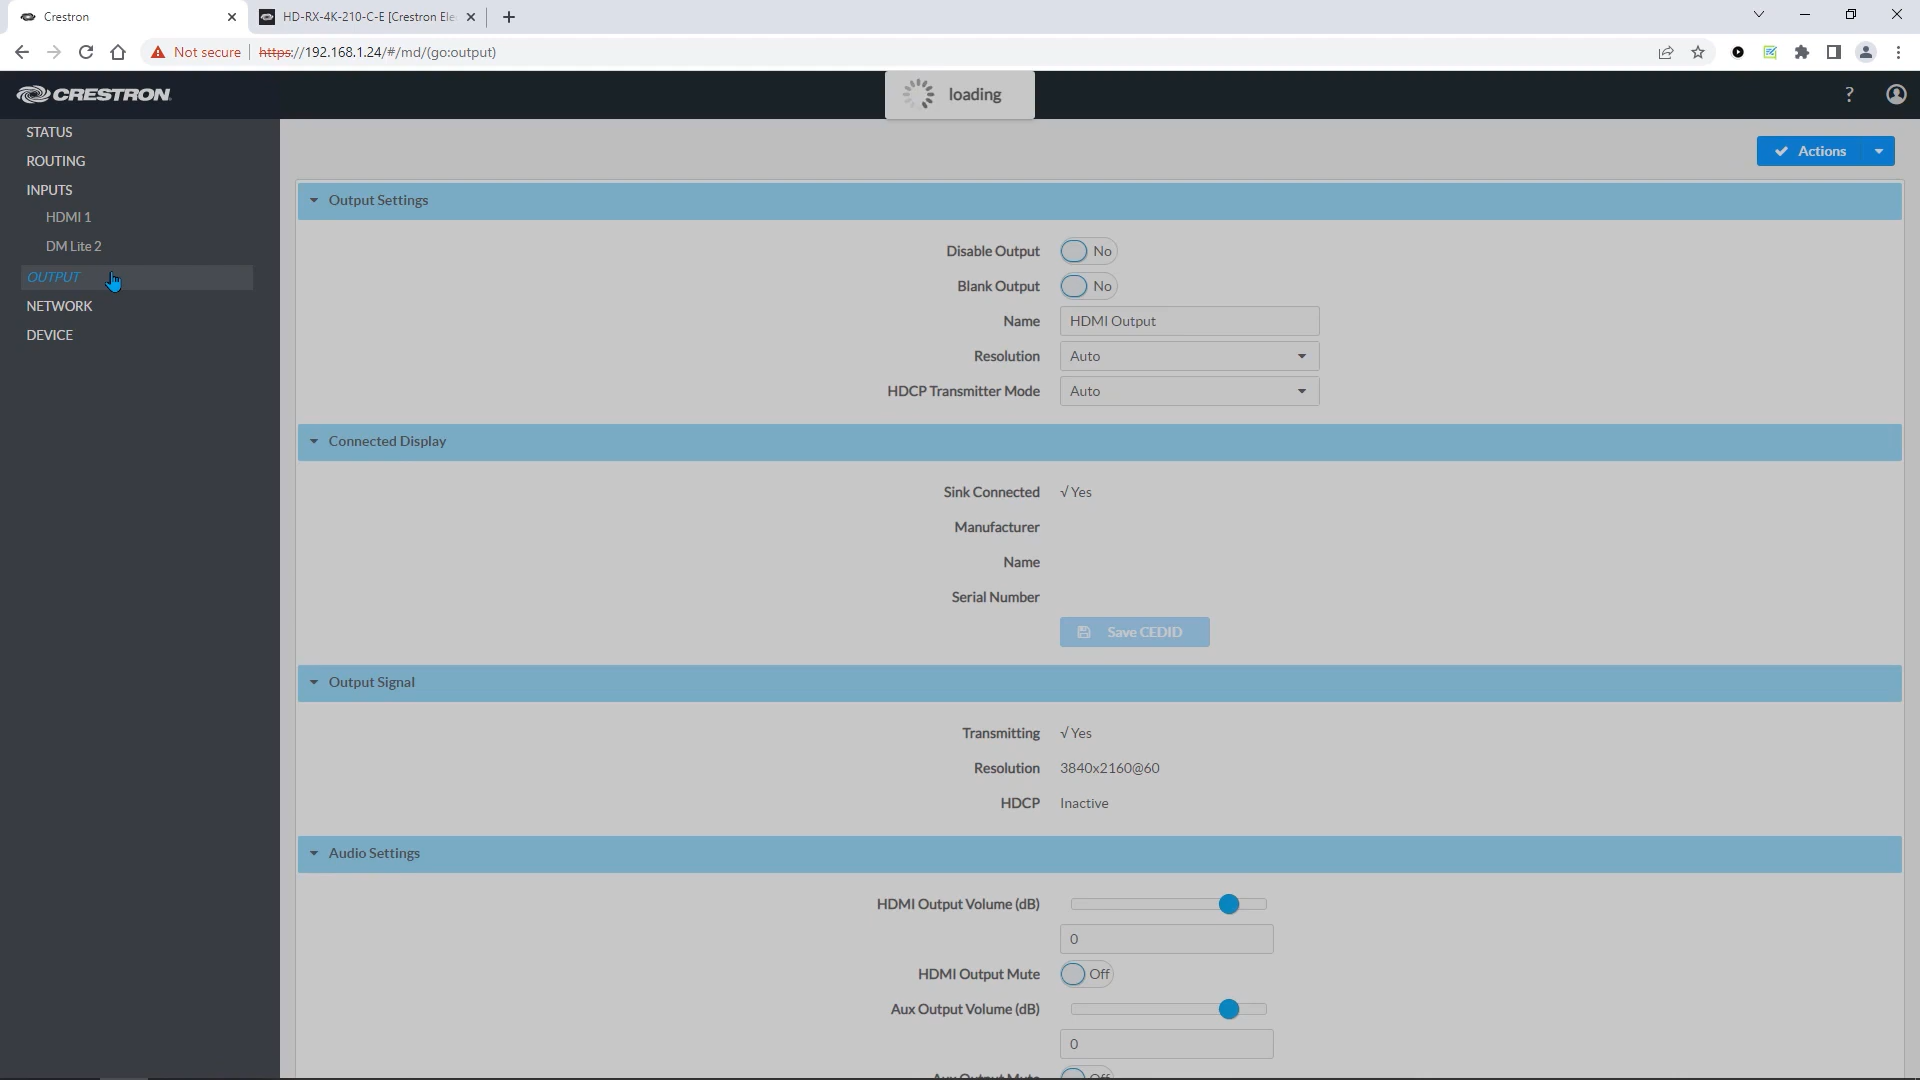 Crestron
HD-RX-4K-210-C-E [Crestron Ele
Not secure
https://192.168.1.24/#/md/(go:output)
CRESTRON
loading
?
STATUS
ROUTING
INPUTS
HDMI 1
DM Lite 2
OUTPUT
NETWORK
DEVICE
Actions
Output Settings
Disable Output No
Blank Output No
Name HDMI Output
Resolution Auto
HDCP Transmitter Mode Auto
Connected Display
Sink Connected √ Yes
Manufacturer
Name
Serial Number
Save CEDID
Output Signal
Transmitting √ Yes
Resolution 3840x2160@60
HDCP Inactive
Audio Settings
HDMI Output Volume (dB)
0
HDMI Output Mute Off
Aux Output Volume (dB)
0
Aux Output Mute Off